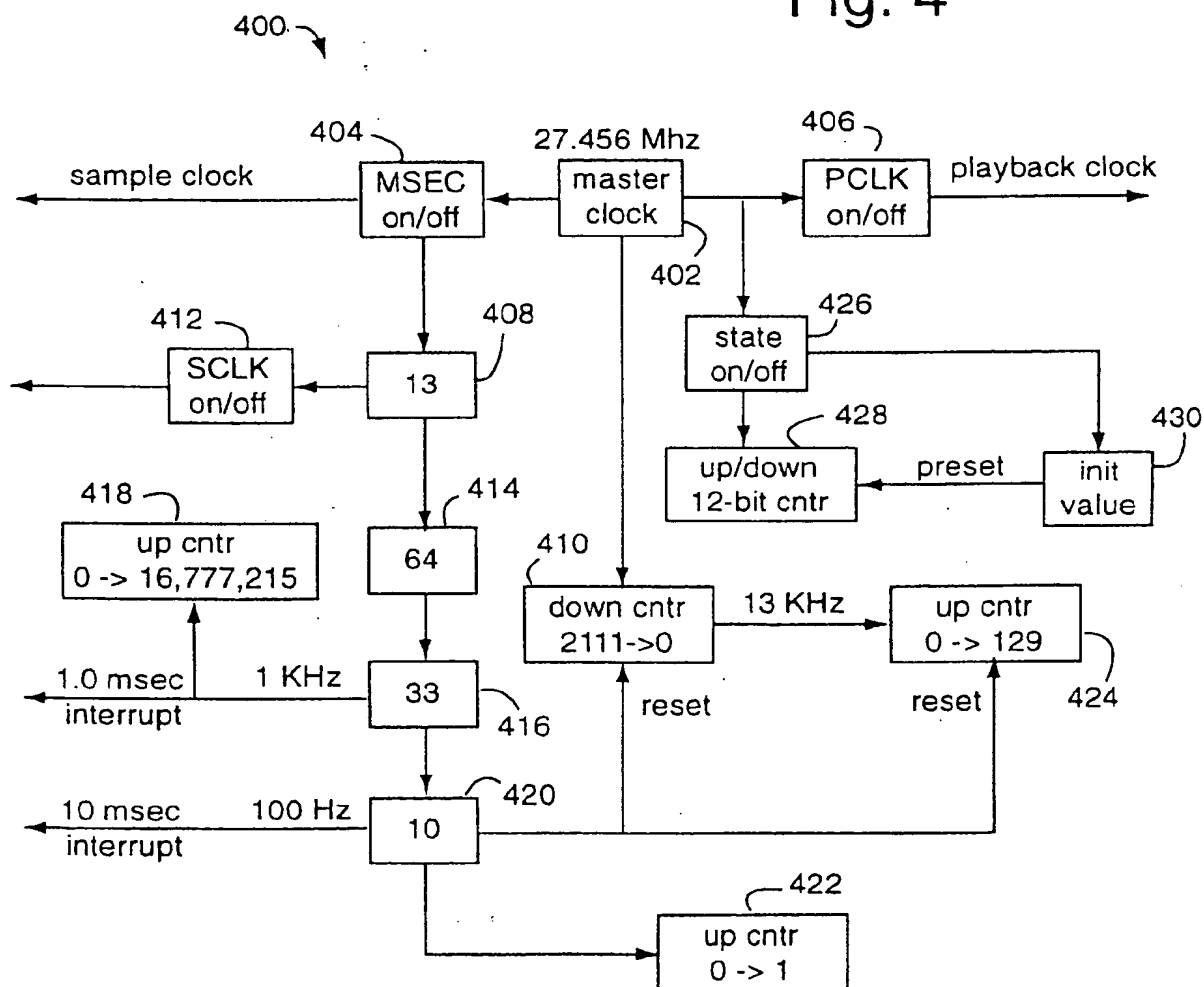 Fig. 4
400
404
27.456 Mhz
406
sample clock
MSEC
on/off
master
clock
PCLK
on/off
playback clock
402
412
408
426
SCLK
on/off
13
state
on/off
428
430
up/down
12-bit cntr
preset
init
value
418
414
up cntr
0 -> 16,777,215
64
410
down cntr
2111->0
13 KHz
up cntr
0 -> 129
1.0 msec
interrupt
1 KHz
33
416
reset
reset
424
420
10 msec
interrupt
100 Hz
10
422
up cntr
0 -> 1